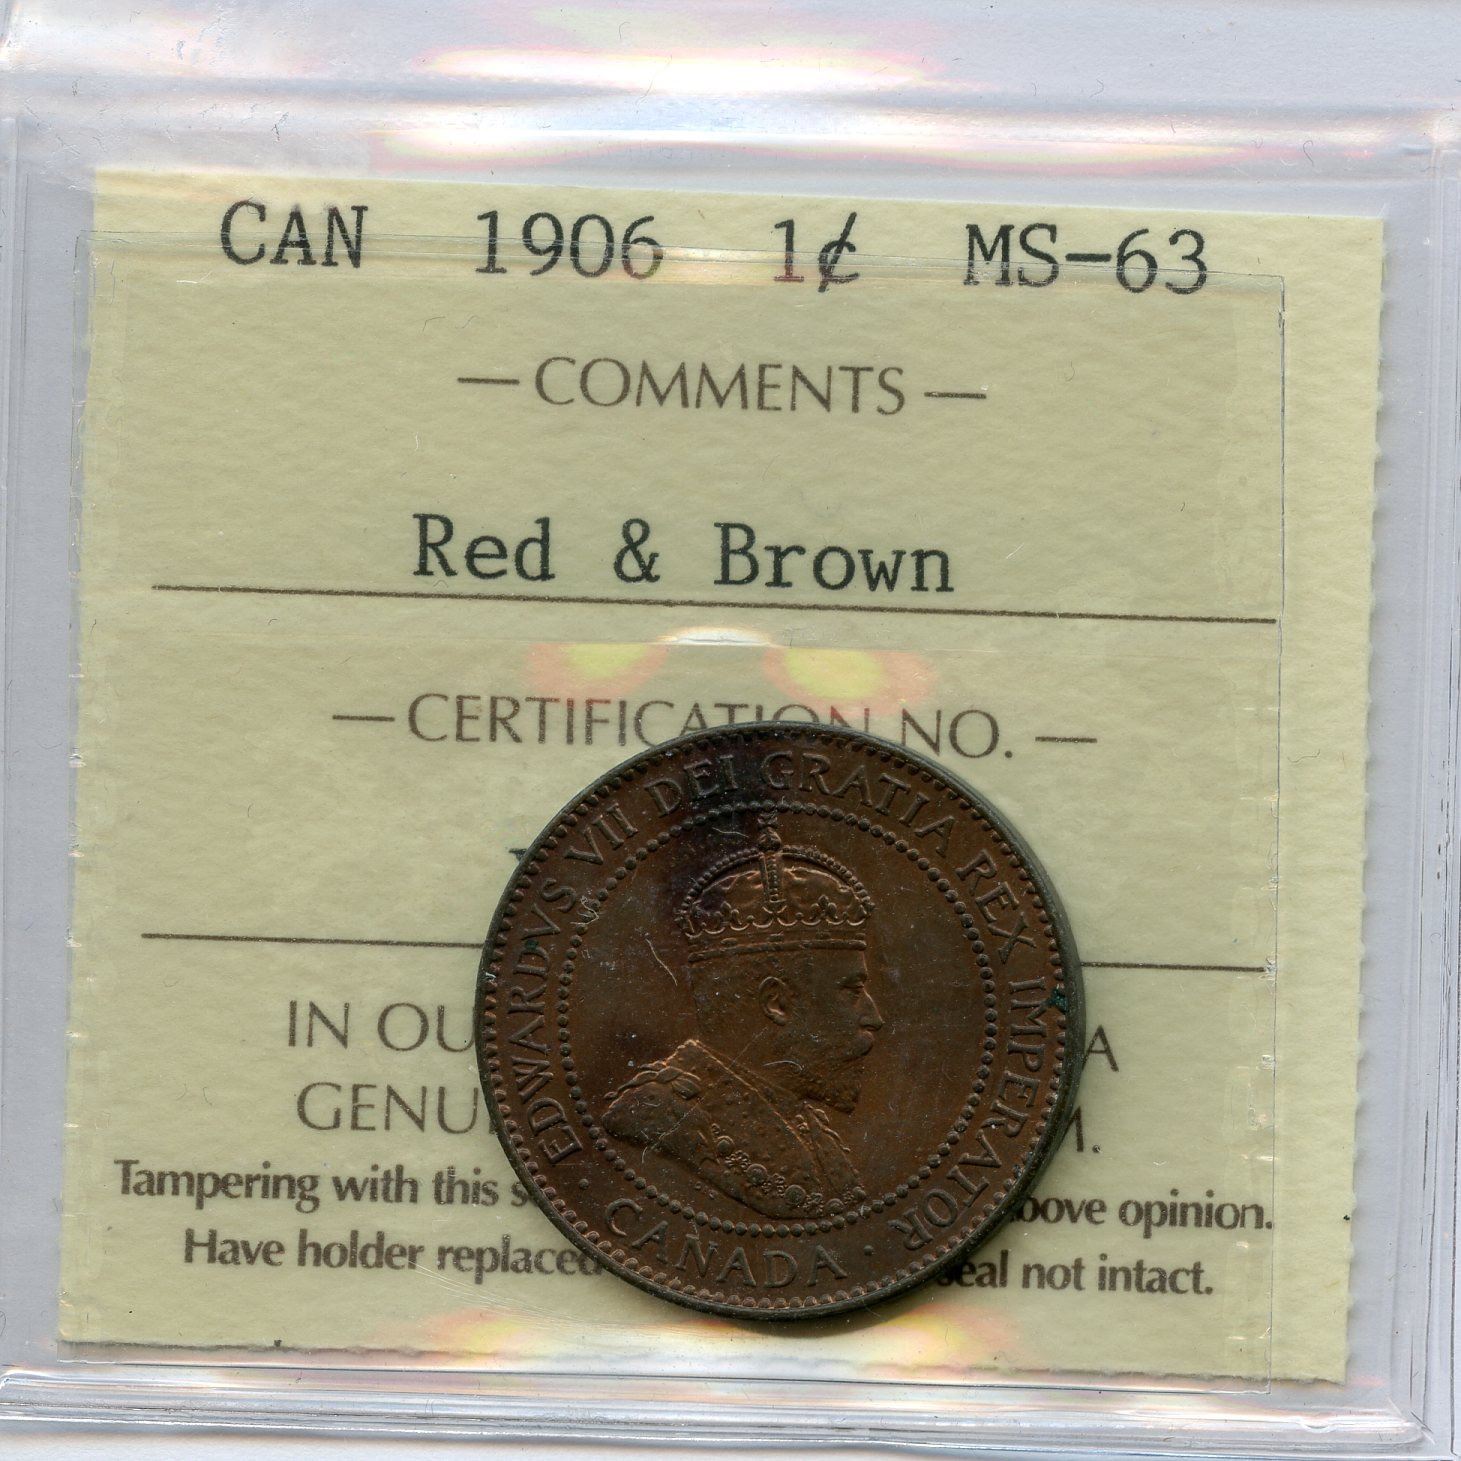 CAN 1906 1¢ MS-63
— COMMENTS —
Red & Brown
— CERTIFICATION NO. —
IN OU A
GENU M.
Tampering with this s bove opinion.
Have holder replaced seal not intact.
EDWARDVS VII DEI GRATIA REX IMPERATOR
· CANADA ·